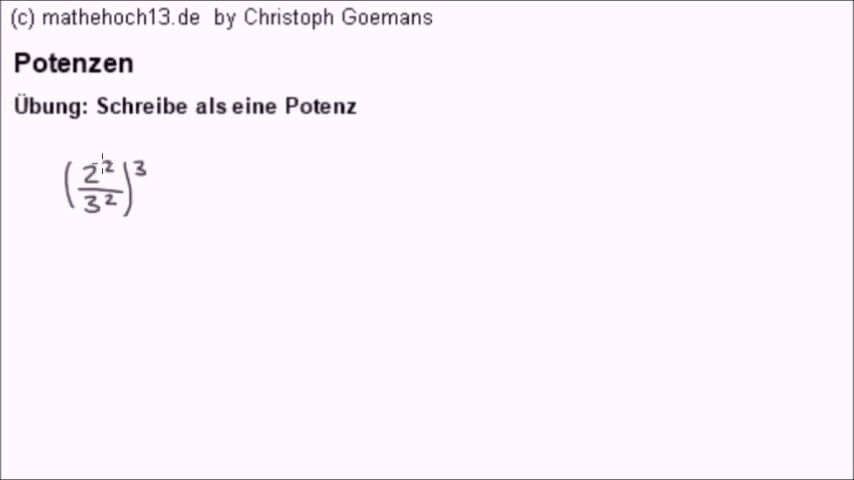 (c) mathehoch13.de by Christoph Goemans
Potenzen
Übung: Schreibe als eine Potenz
(2²/3²)³